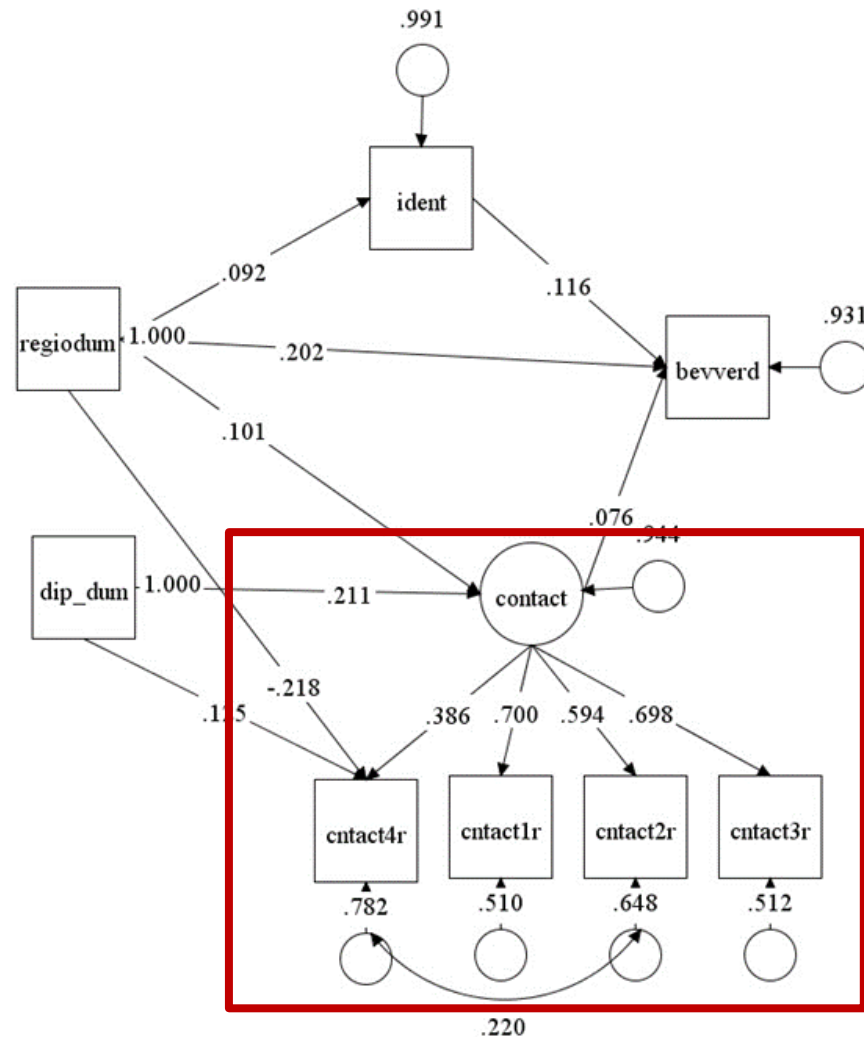 .991
ident
.092
.116
regiodum
1.000
.202
.931
bevverd
.101
.076
.944
dip_dum
1.000
.211
contact
-.218
.125
.386
.700
.594
.698
cntact4r
cntact1r
cntact2r
cntact3r
.782
.510
.648
.512
.220